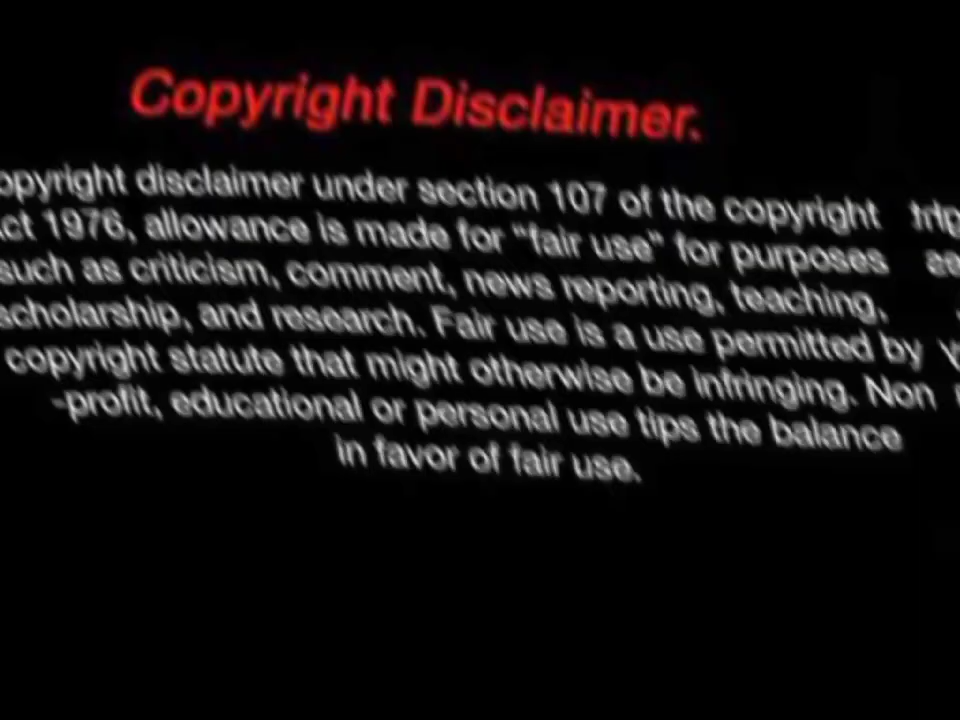 Copyright Disclaimer.
opyright disclaimer under section 107 of the copyright
ct 1976, allowance is made for "fair use" for purposes
such as criticism, comment, news reporting, teaching,
scholarship, and research. Fair use is a use permitted by
copyright statute that might otherwise be infringing. Non
-profit, educational or personal use tips the balance
in favor of fair use.